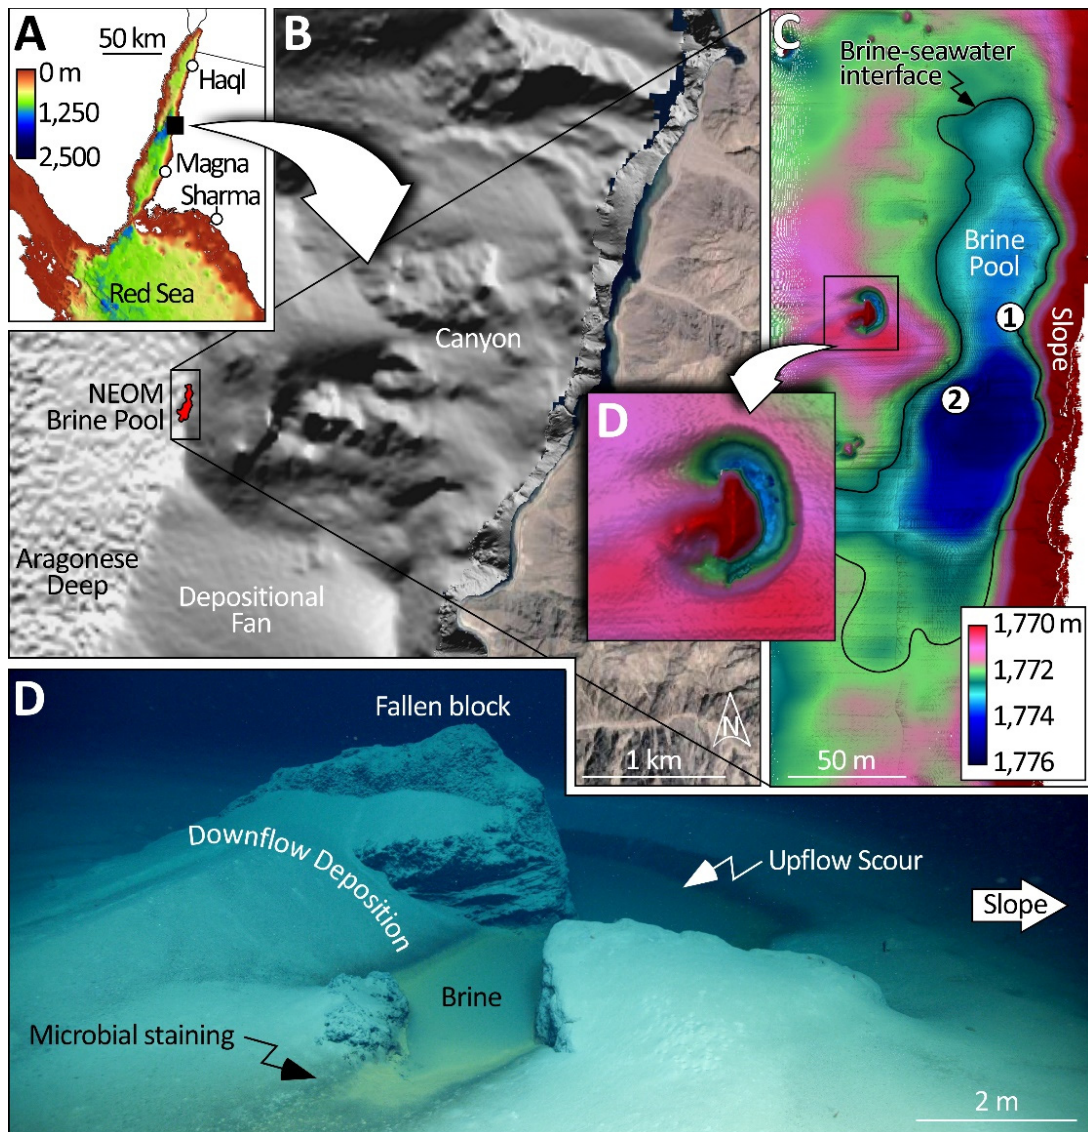 A
50 km
0 m
1,250
2,500
Haql
Magna
Sharma
Red Sea
B
Canyon
NEOM
Brine Pool
Aragonese
Deep
Depositional
Fan
N
1 km
C
Brine-seawater
interface
Brine
Pool
1
2
Slope
1,770 m
1,772
1,774
1,776
50 m
D
D
Fallen block
Downflow Deposition
Upflow Scour
Slope
Brine
Microbial staining
2 m